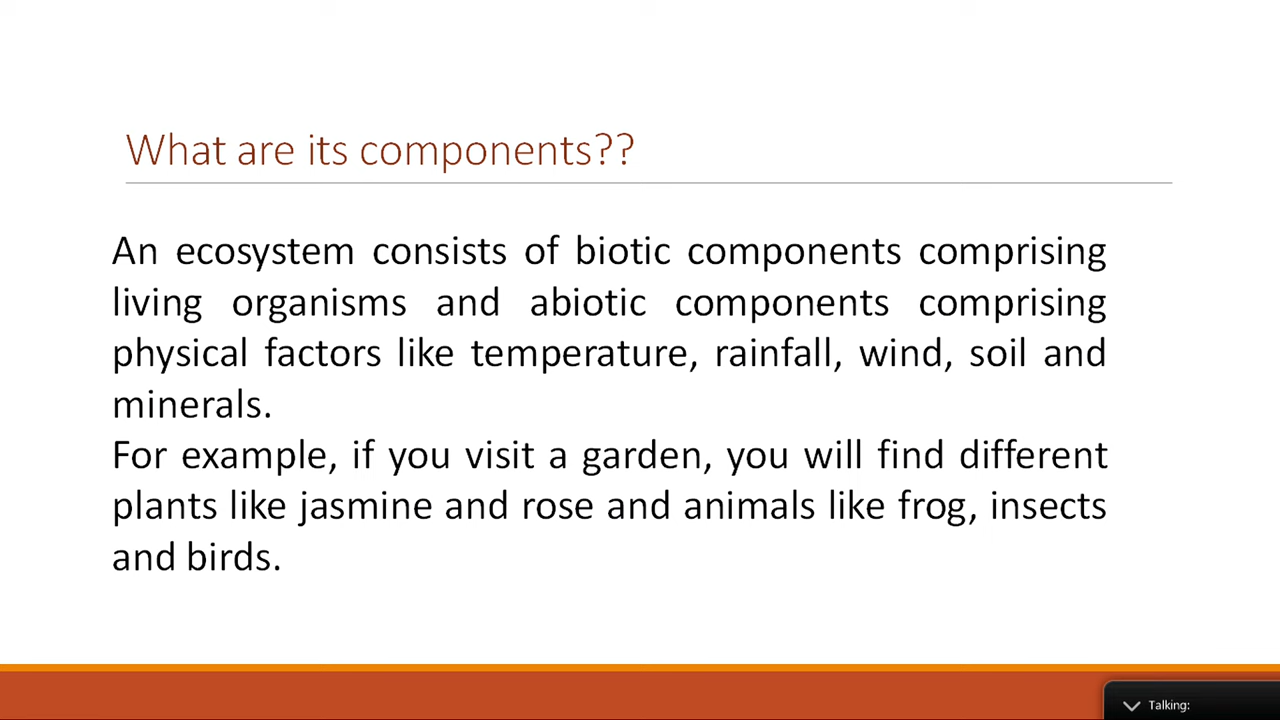 What are its components??
An ecosystem consists of biotic components comprising
living organisms and abiotic components comprising
physical factors like temperature, rainfall, wind, soil and
minerals.
For example, if you visit a garden, you will find different
plants like jasmine and rose and animals like frog, insects
and birds.
Talking: